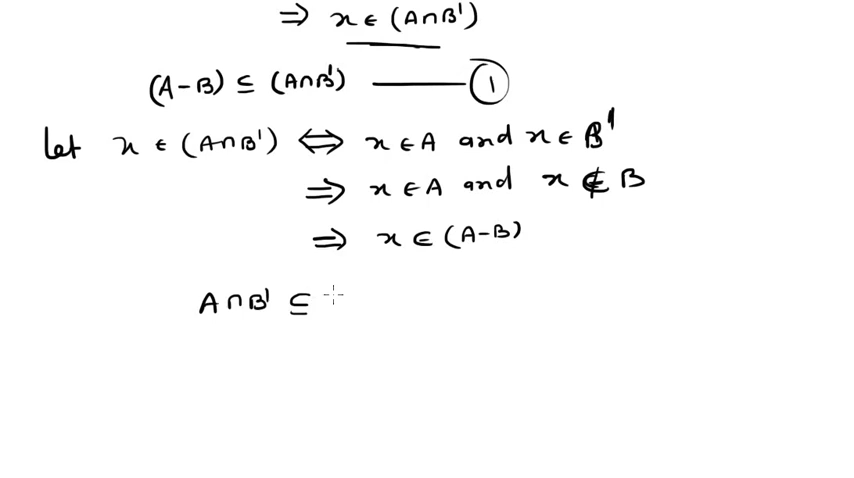 ⇒ x ∈ (A∩B')
(A-B) ⊆ (A∩B') ——— ①
let x ∈ (A∩B') ⇔ x ∈ A and x ∈ B'
⇒ x ∈ A and x ∉ B
⇒ x ∈ (A-B)
A∩B' ⊆